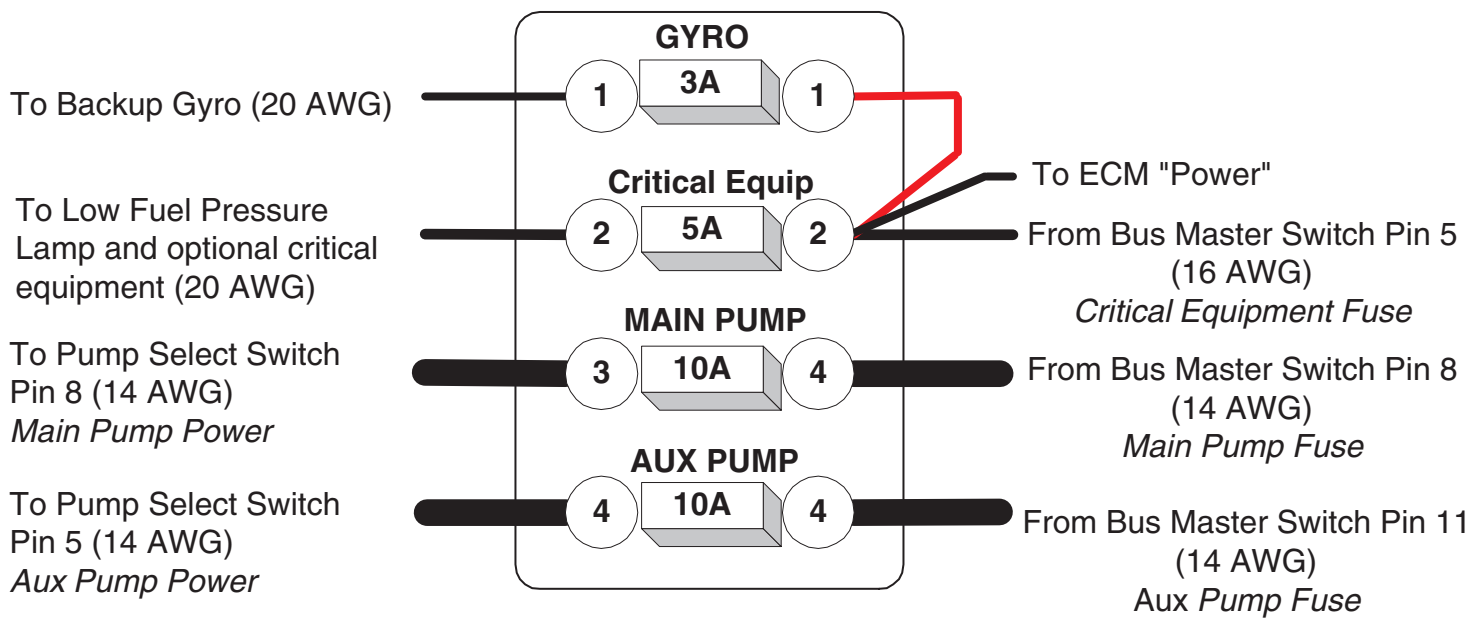 GYRO
To Backup Gyro (20 AWG)
1
3A
1
To ECM "Power"
Critical Equip
To Low Fuel Pressure
Lamp and optional critical
equipment (20 AWG)
2
5A
2
From Bus Master Switch Pin 5
(16 AWG)
Critical Equipment Fuse
MAIN PUMP
To Pump Select Switch
Pin 8 (14 AWG)
Main Pump Power
3
10A
4
From Bus Master Switch Pin 8
(14 AWG)
Main Pump Fuse
AUX PUMP
To Pump Select Switch
Pin 5 (14 AWG)
Aux Pump Power
4
10A
4
From Bus Master Switch Pin 11
(14 AWG)
Aux Pump Fuse